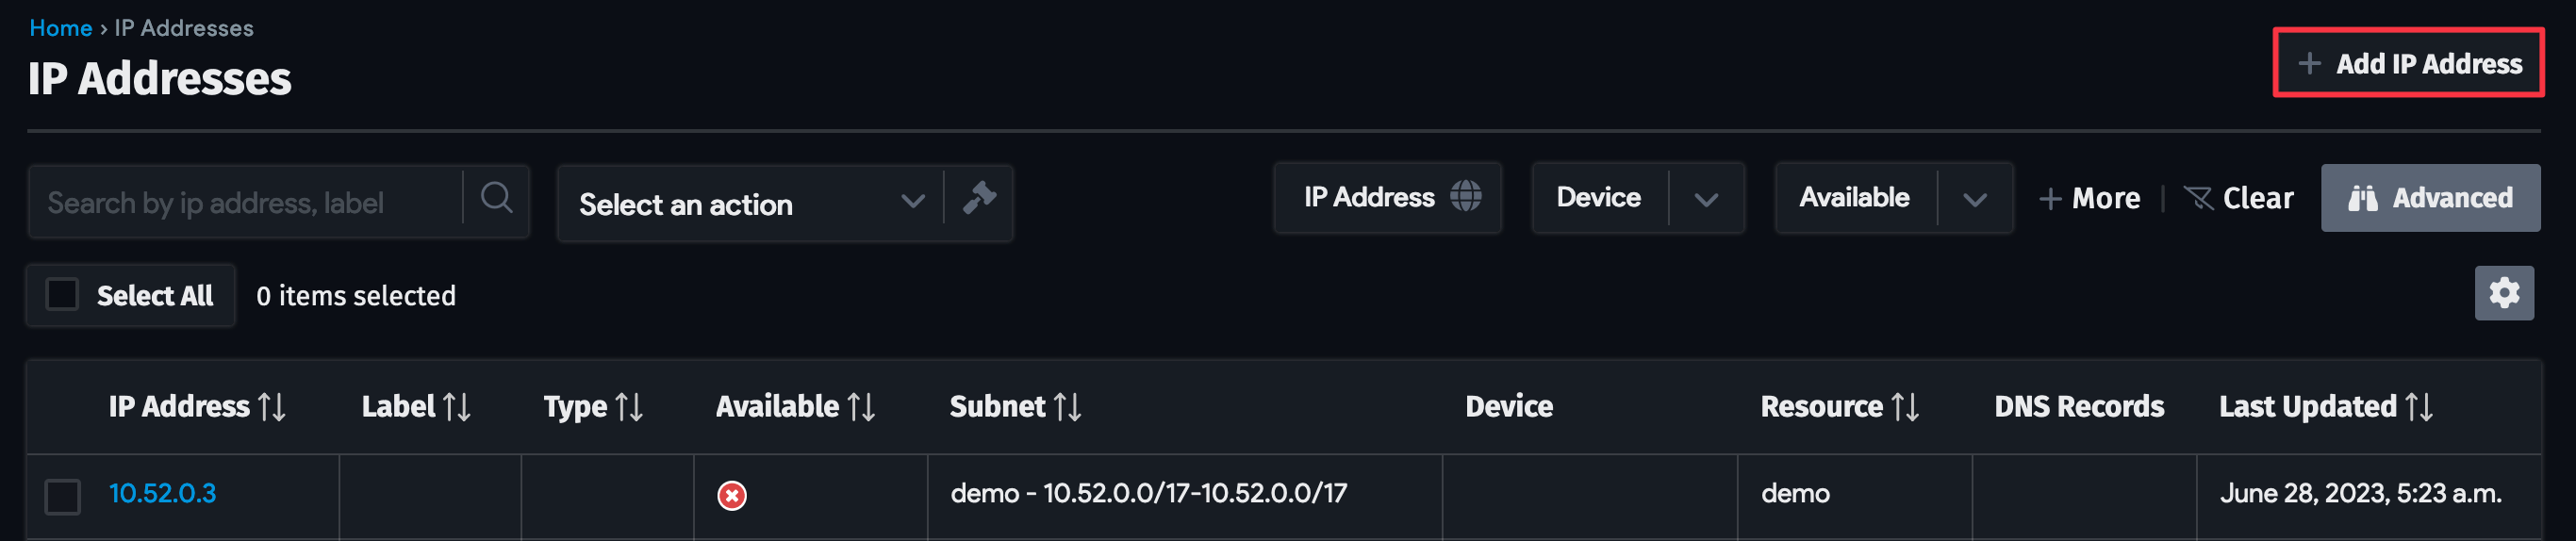 Home › IP Addresses
IP Addresses
+ Add IP Address
Search by ip address, label
Select an action
IP Address
Device
Available
+ More
Clear
Advanced
Select All
0 items selected
IP Address Label Type Available Subnet Device Resource DNS Records Last Updated
10.52.0.3 demo - 10.52.0.0/17-10.52.0.0/17 demo June 28, 2023, 5:23 a.m.